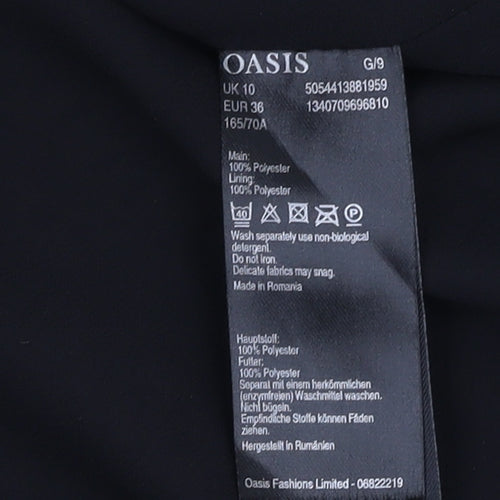 OASIS G/9
UK 10 5054413881959
EUR 36 1340709696810
165/70A
Main:
100% Polyester
Lining:
100% Polyester
40 P
Wash separately use non-biological
detergent.
Do not iron.
Delicate fabrics may snag.
Made in Romania
Hauptstoff:
100% Polyester
Futter:
100% Polyester
Separat mit einem herkömmlichen
(enzymfreien) Waschmittel waschen.
Nicht bügeln.
Empfindliche Stoffe können Fäden
ziehen.
Hergestellt in Rumänien
Oasis Fashions Limited - 06822219